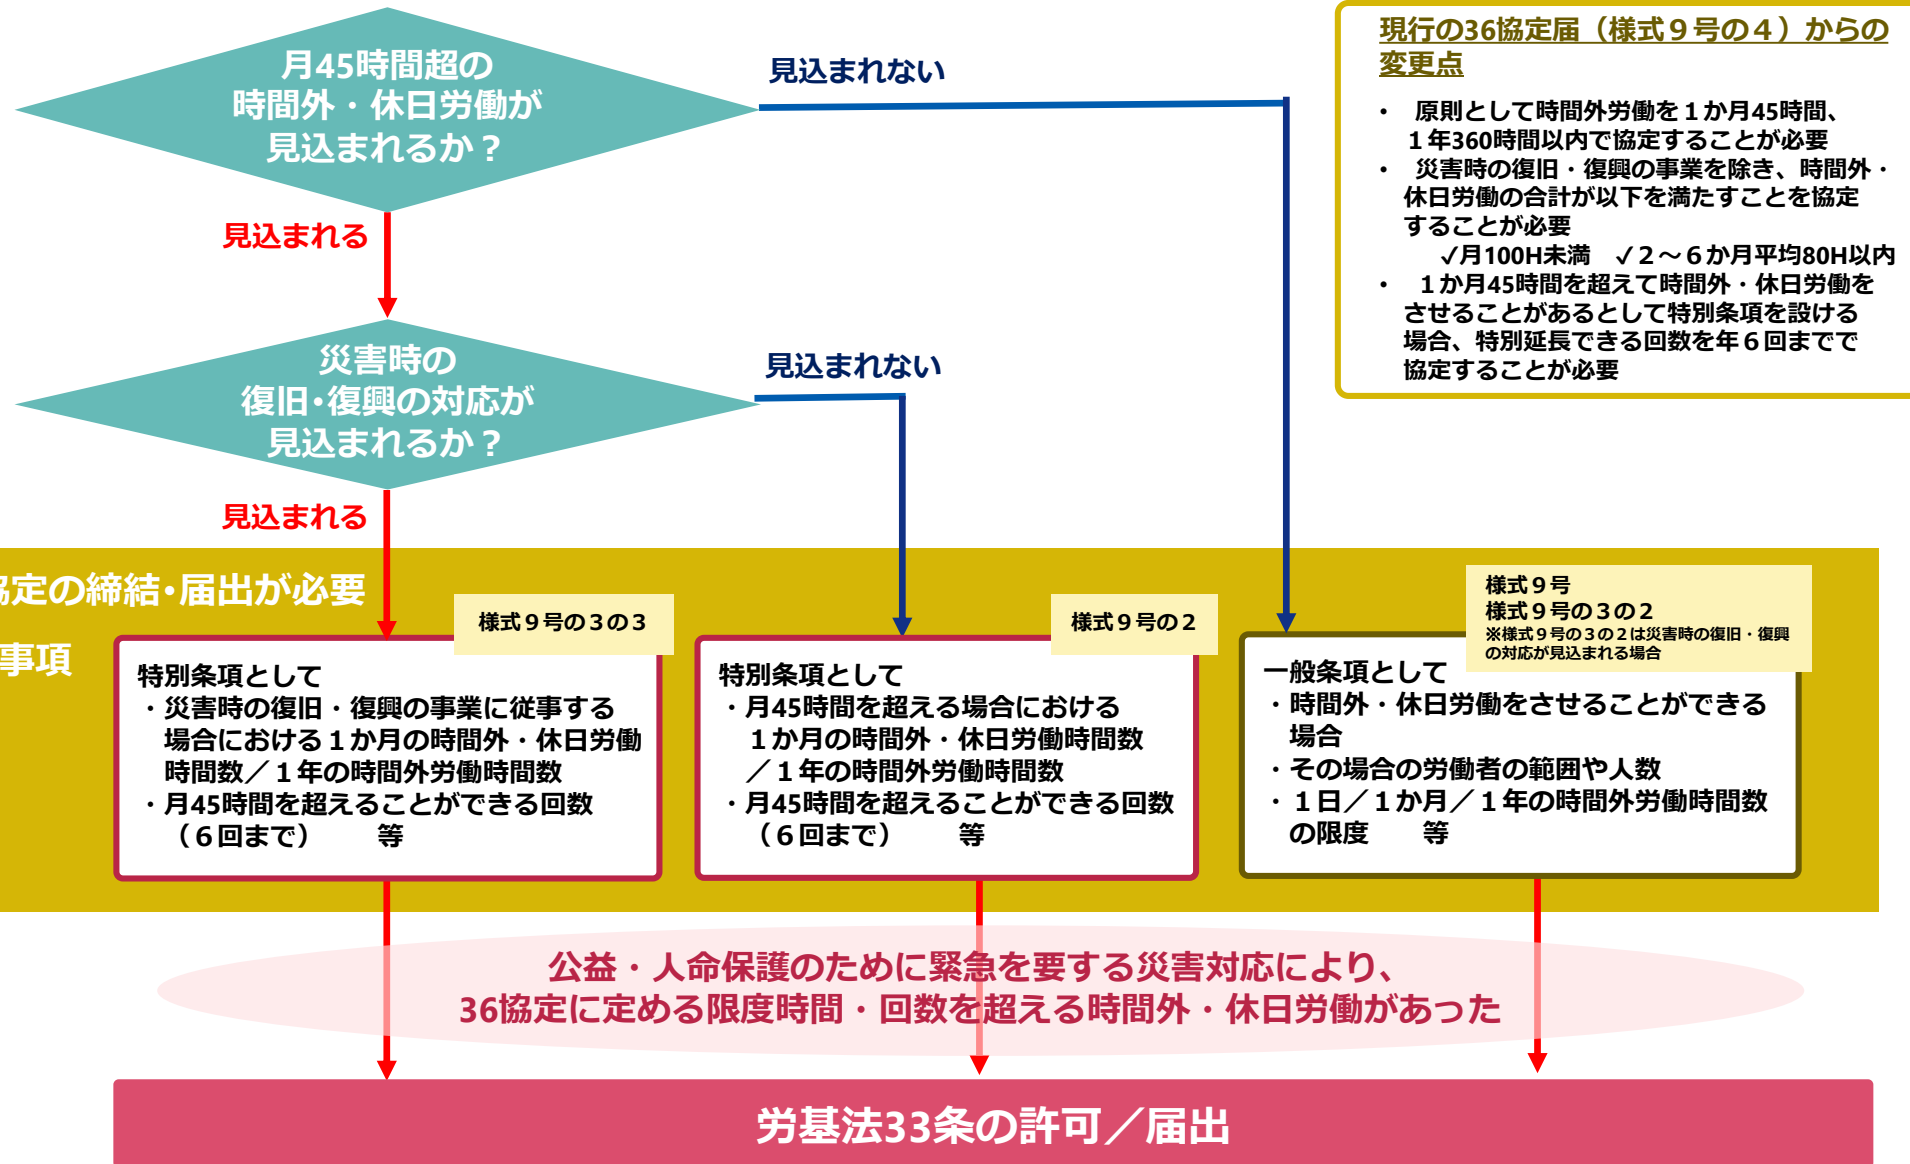 月45時間超の
時間外・休日労働が
見込まれるか？
見込まれない
見込まれる
災害時の
復旧・復興の対応が
見込まれるか？
見込まれない
見込まれる
現行の36協定届（様式９号の４）からの
変更点
・ 原則として時間外労働を１か月45時間、
１年360時間以内で協定することが必要
・ 災害時の復旧・復興の事業を除き、時間外・
休日労働の合計が以下を満たすことを協定
することが必要
✓月100H未満 ✓２～６か月平均80H以内
・ １か月45時間を超えて時間外・休日労働を
させることがあるとして特別条項を設ける
場合、特別延長できる回数を年６回までで
協定することが必要
定の締結・届出が必要
事項
様式９号の３の３
特別条項として
・災害時の復旧・復興の事業に従事する
場合における１か月の時間外・休日労働
時間数／１年の時間外労働時間数
・月45時間を超えることができる回数
（６回まで） 等
様式９号の２
特別条項として
・月45時間を超える場合における
１か月の時間外・休日労働時間数
／１年の時間外労働時間数
・月45時間を超えることができる回数
（６回まで） 等
様式９号
様式９号の３の２
※様式９号の３の２は災害時の復旧・復興
の対応が見込まれる場合
一般条項として
・時間外・休日労働をさせることができる
場合
・その場合の労働者の範囲や人数
・１日／１か月／１年の時間外労働時間数
の限度 等
公益・人命保護のために緊急を要する災害対応により、
36協定に定める限度時間・回数を超える時間外・休日労働があった
労基法33条の許可／届出